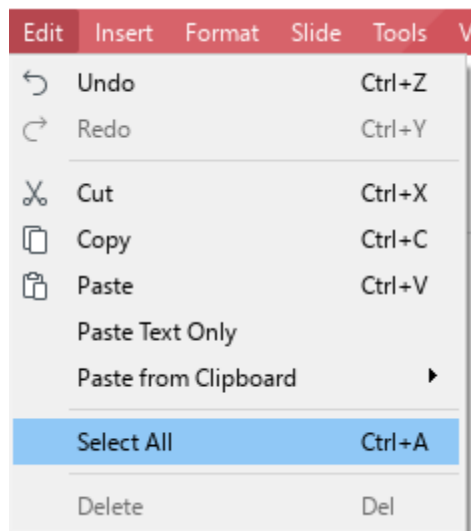 Edit Insert Format Slide Tools
Undo Ctrl+Z
Redo Ctrl+Y
Cut Ctrl+X
Copy Ctrl+C
Paste Ctrl+V
Paste Text Only
Paste from Clipboard
Select All Ctrl+A
Delete Del